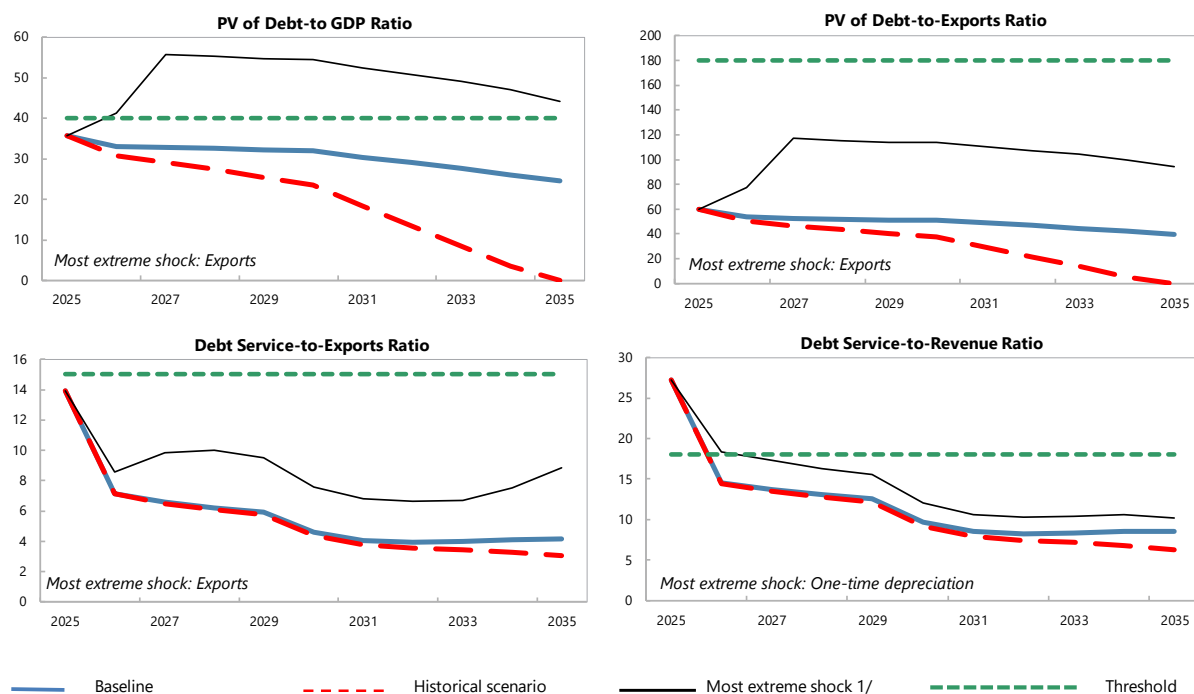 PV of Debt-to GDP Ratio
60
50
40
30
20
10
0
2025 2027 2029 2031 2033 2035
Most extreme shock: Exports
PV of Debt-to-Exports Ratio
200
180
160
140
120
100
80
60
40
20
0
2025 2027 2029 2031 2033 2035
Most extreme shock: Exports
Debt Service-to-Exports Ratio
16
14
12
10
8
6
4
2
0
2025 2027 2029 2031 2033 2035
Most extreme shock: Exports
Debt Service-to-Revenue Ratio
30
25
20
15
10
5
0
2025 2027 2029 2031 2033 2035
Most extreme shock: One-time depreciation
Baseline Historical scenario Most extreme shock 1/ Threshold